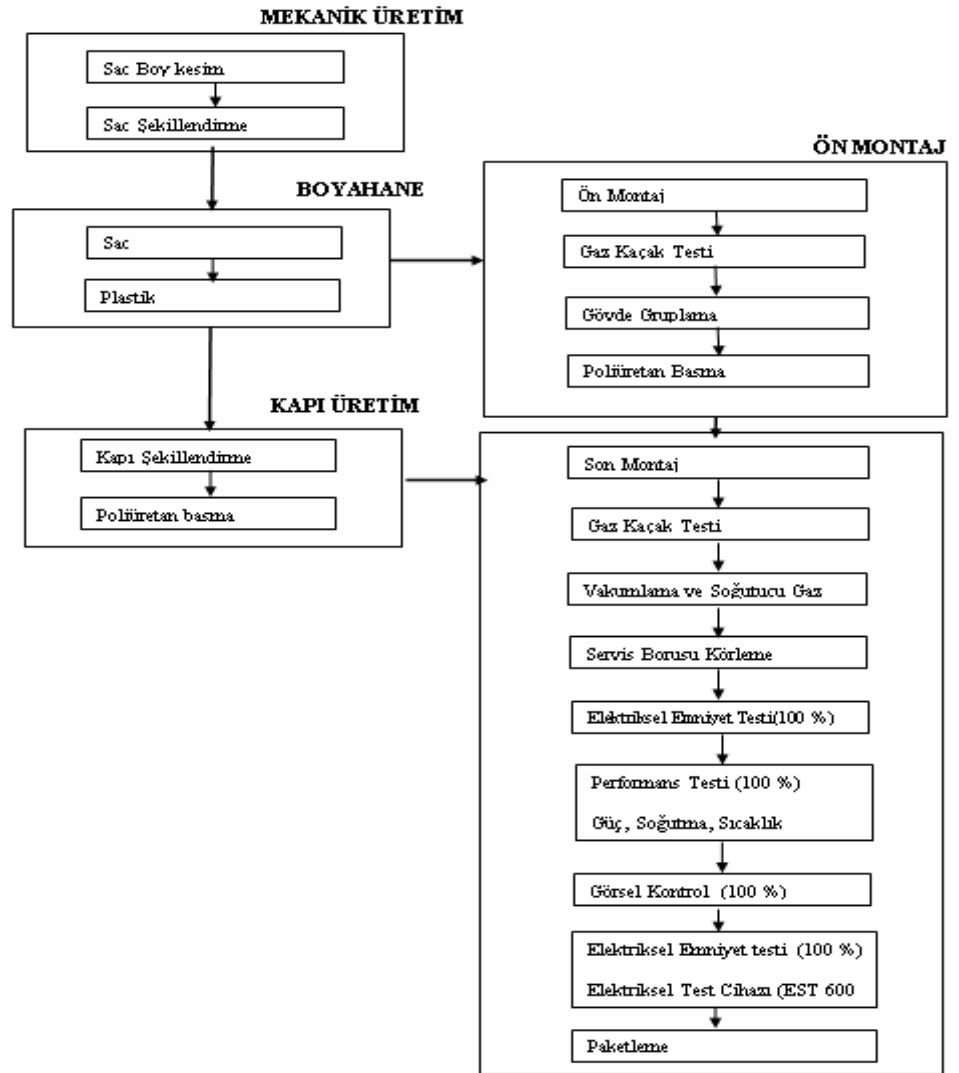 MEKANİK ÜRETİM
Sac Boy kesim
Sac Şekillendirme
BOYAHANE
Sac
Plastik
KAPI ÜRETİM
Kapı Şekillendirme
Poliüretan basma
ÖN MONTAJ
Ön Montaj
Gaz Kaçak Testi
Gövde Gruplama
Poliüretan Basma
Son Montaj
Gaz Kaçak Testi
Vakumlama ve Soğutucu Gaz
Servis Borusu Körleme
Elektriksel Emniyet Testi(100 %)
Performans Testi (100 %)
Güç, Soğutma, Sıcaklık
Görsel Kontrol (100 %)
Elektriksel Emniyet testi (100 %)
Elektriksel Test Cihazı (EST 600
Paketleme